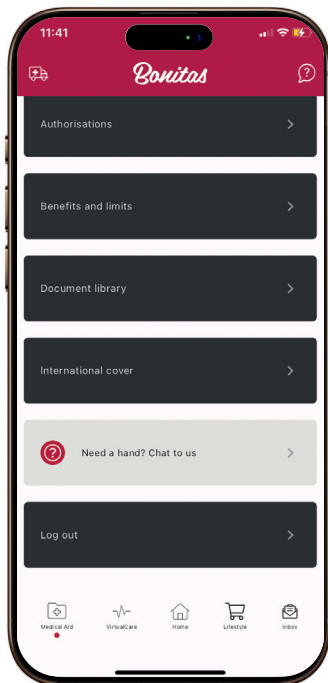 11:41
Bonitas
Authorisations
Benefits and limits
Document library
International cover
Need a hand? Chat to us
Log out
Medical Aid
VirtualCare
Home
Lifestyle
Inbox